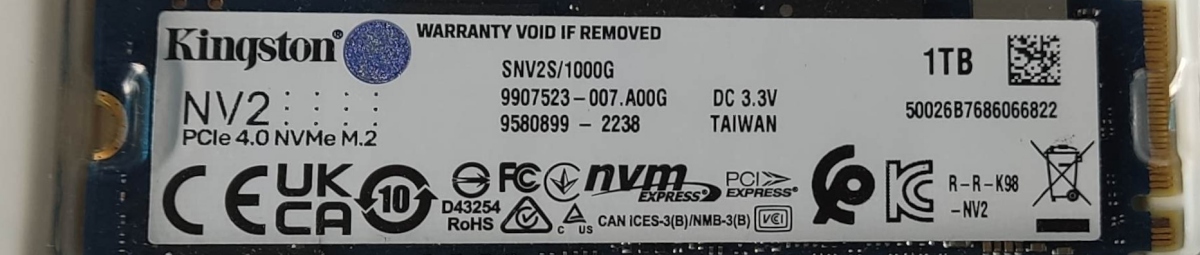 Kingston®
WARRANTY VOID IF REMOVED
NV2
PCIe 4.0 NVMe M.2
SNV2S/1000G
9907523-007.A00G
DC 3.3V
9580899 - 2238
TAIWAN
1TB
50026B7686066822
CE
UK
CA
10
D43254
RoHS
FC
nvm
EXPRESS®
PCI
EXPRESS®
C US
CAN ICES-3(B)/NMB-3(B)
VCI
R-R-K98
-NV2